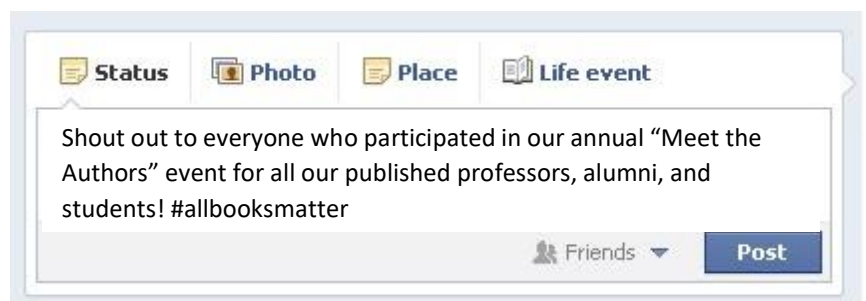 Status Photo Place Life event
Shout out to everyone who participated in our annual “Meet the
Authors” event for all our published professors, alumni, and
students! #allbooksmatter
Friends Post